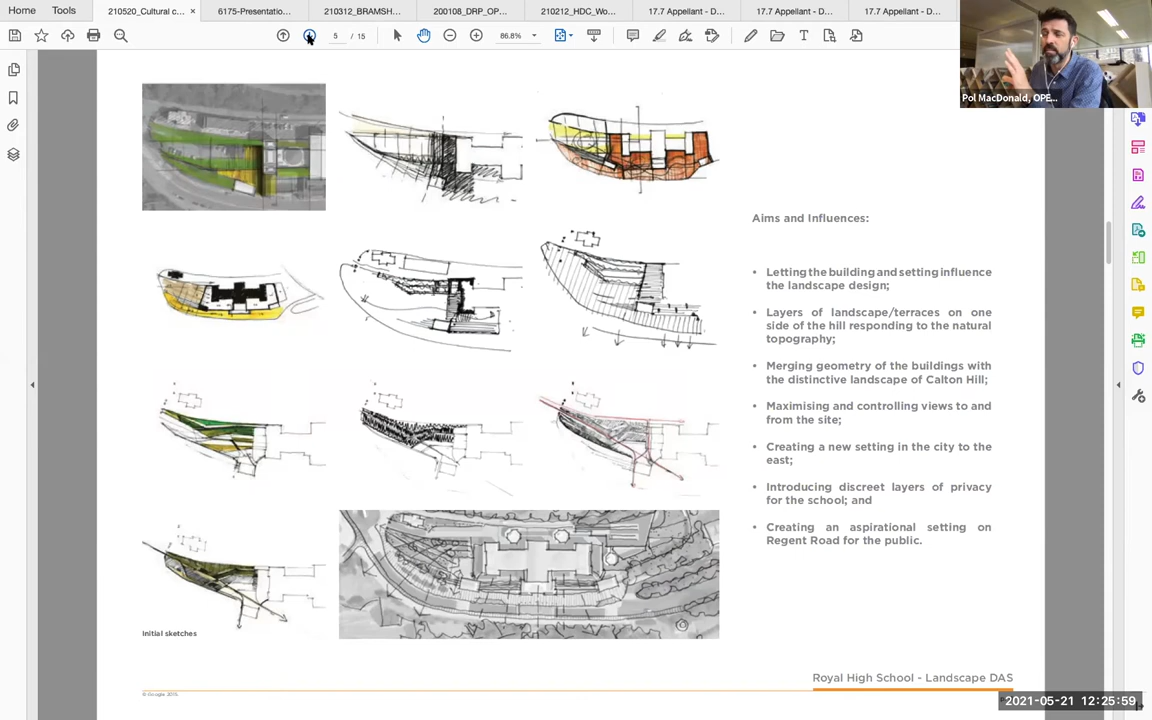 Home
Tools
210520_Cultural c...
6175-Presentatio...
210312_BRAMSH...
200108_DRP_OP...
210212_HDC_Wo...
17.7 Appellant - D...
17.7 Appellant - D...
17.7 Appellant - D...
5 / 15
86.8%
Pol MacDonald, OPE...
Aims and Influences:
• Letting the building and setting influence
the landscape design;
• Layers of landscape/terraces on one
side of the hill responding to the natural
topography;
• Merging geometry of the buildings with
the distinctive landscape of Calton Hill;
• Maximising and controlling views to and
from the site;
• Creating a new setting in the city to the
east;
• Introducing discreet layers of privacy
for the school; and
• Creating an aspirational setting on
Regent Road for the public.
Initial sketches
Royal High School - Landscape DAS
© Google 2015.
2021-05-21 12:25:59